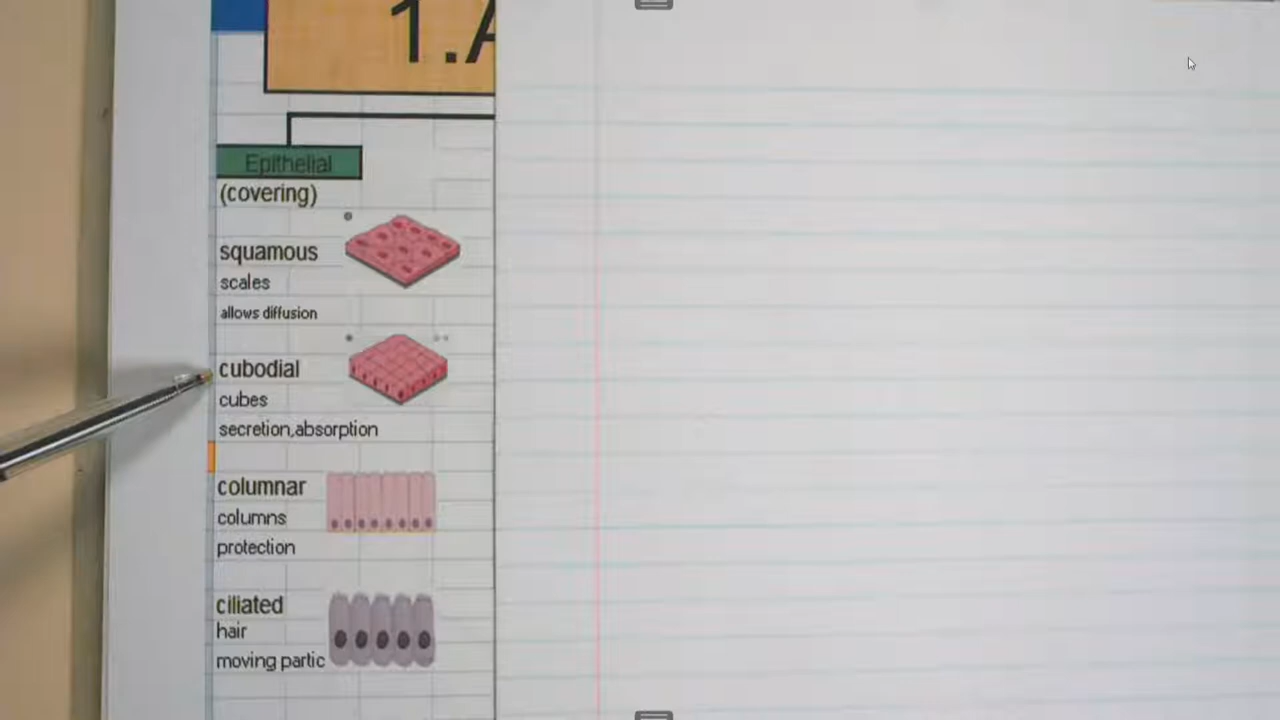 1.A
Epithelial
(covering)
squamous
scales
allows diffusion
cubodial
cubes
secretion,absorption
columnar
columns
protection
ciliated
hair
moving partic